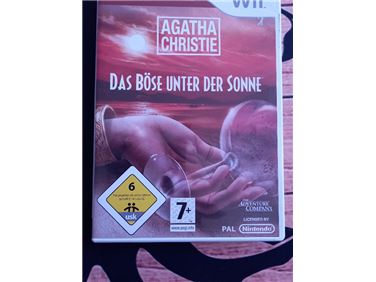 Wii
AGATHA
CHRISTIE
DAS BÖSE UNTER DER SONNE
6
usk
7+
www.pegi.info
THE
ADVENTURE
COMPANY
LICENSED BY
PAL Nintendo